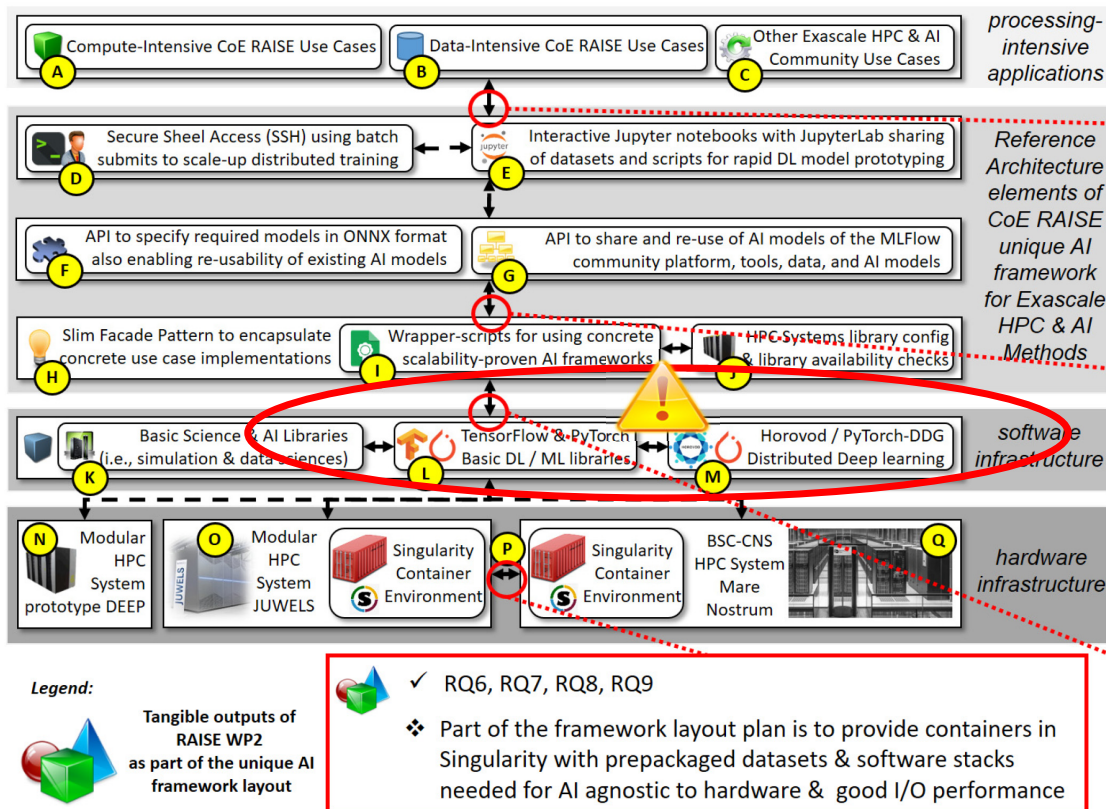 Compute-Intensive CoE RAISE Use Cases
A
Data-Intensive CoE RAISE Use Cases
B
Other Exascale HPC & AI
Community Use Cases
C
processing-
intensive
applications
Secure Sheel Access (SSH) using batch
submits to scale-up distributed training
D
jupyter
Interactive Jupyter notebooks with JupyterLab sharing
of datasets and scripts for rapid DL model prototyping
E
API to specify required models in ONNX format
also enabling re-usability of existing AI models
F
API to share and re-use of AI models of the MLFlow
community platform, tools, data, and AI models
G
Slim Facade Pattern to encapsulate
concrete use case implementations
H
Wrapper-scripts for using concrete
scalability-proven AI frameworks
I
HPC-Systems library config
& library availability checks
J
Reference
Architecture
elements of
CoE RAISE
unique AI
framework
for Exascale
HPC & AI
Methods
Basic Science & AI Libraries
(i.e., simulation & data sciences)
K
TensorFlow & PyTorch
Basic DL / ML libraries
L
HOROVOD
Horovod / PyTorch-DDG
Distributed Deep learning
M
software
infrastructure
N
Modular
HPC
System
prototype DEEP
JUWELS
O
Modular
HPC
System
JUWELS
Singularity
Container
Environment
S
P
Singularity
Container
Environment
S
BSC-CNS
HPC System
Mare
Nostrum
Q
hardware
infrastructure
Legend:
Tangible outputs of
RAISE WP2
as part of the unique AI
framework layout
✓ RQ6, RQ7, RQ8, RQ9
❖ Part of the framework layout plan is to provide containers in
Singularity with prepackaged datasets & software stacks
needed for AI agnostic to hardware & good I/O performance